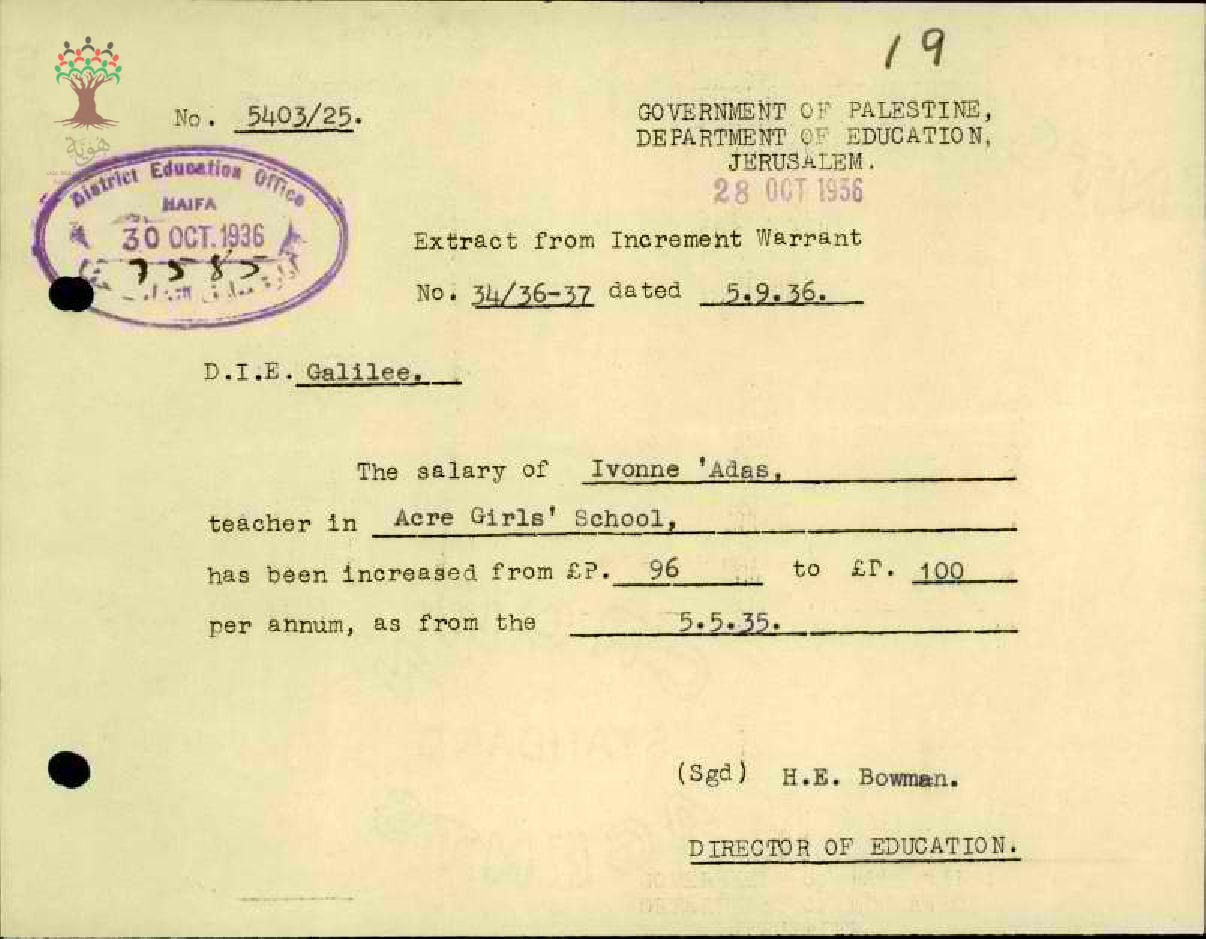 19
هوية
No. 5403/25.
GOVERNMENT OF PALESTINE,
DEPARTMENT OF EDUCATION,
JERUSALEM.
28 OCT 1936
District Education Office
HAIFA
30 OCT. 1936
7585
Extract from Increment Warrant
No. 34/36-37 dated 5.9.36.
D.I.E. Galilee.
The salary of Ivonne 'Adas,
teacher in Acre Girls' School,
has been increased from £P. 96 to £P. 100
per annum, as from the 5.5.35.
(Sgd) H.E. Bowman.
DIRECTOR OF EDUCATION.